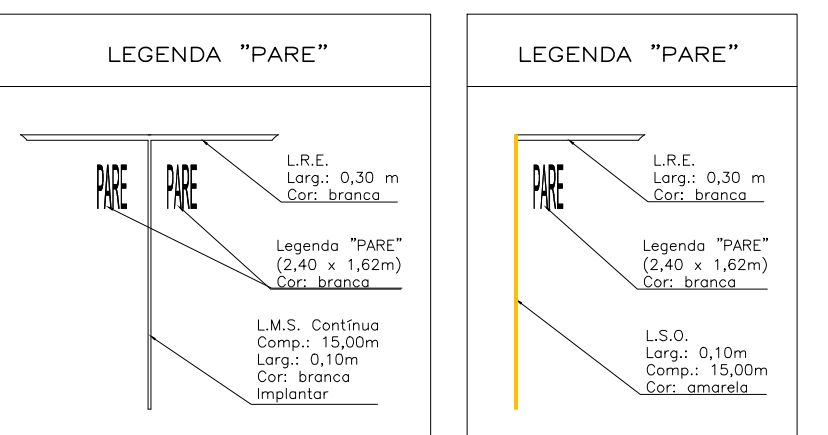 LEGENDA "PARE"
PARE PARE
L.R.E.
Larg.: 0,30 m
Cor: branca
Legenda "PARE"
(2,40 x 1,62m)
Cor: branca
L.M.S. Contínua
Comp.: 15,00m
Larg.: 0,10m
Cor: branca
Implantar
LEGENDA "PARE"
PARE
L.R.E.
Larg.: 0,30 m
Cor: branca
Legenda "PARE"
(2,40 x 1,62m)
Cor: branca
L.S.O.
Larg.: 0,10m
Comp.: 15,00m
Cor: amarela